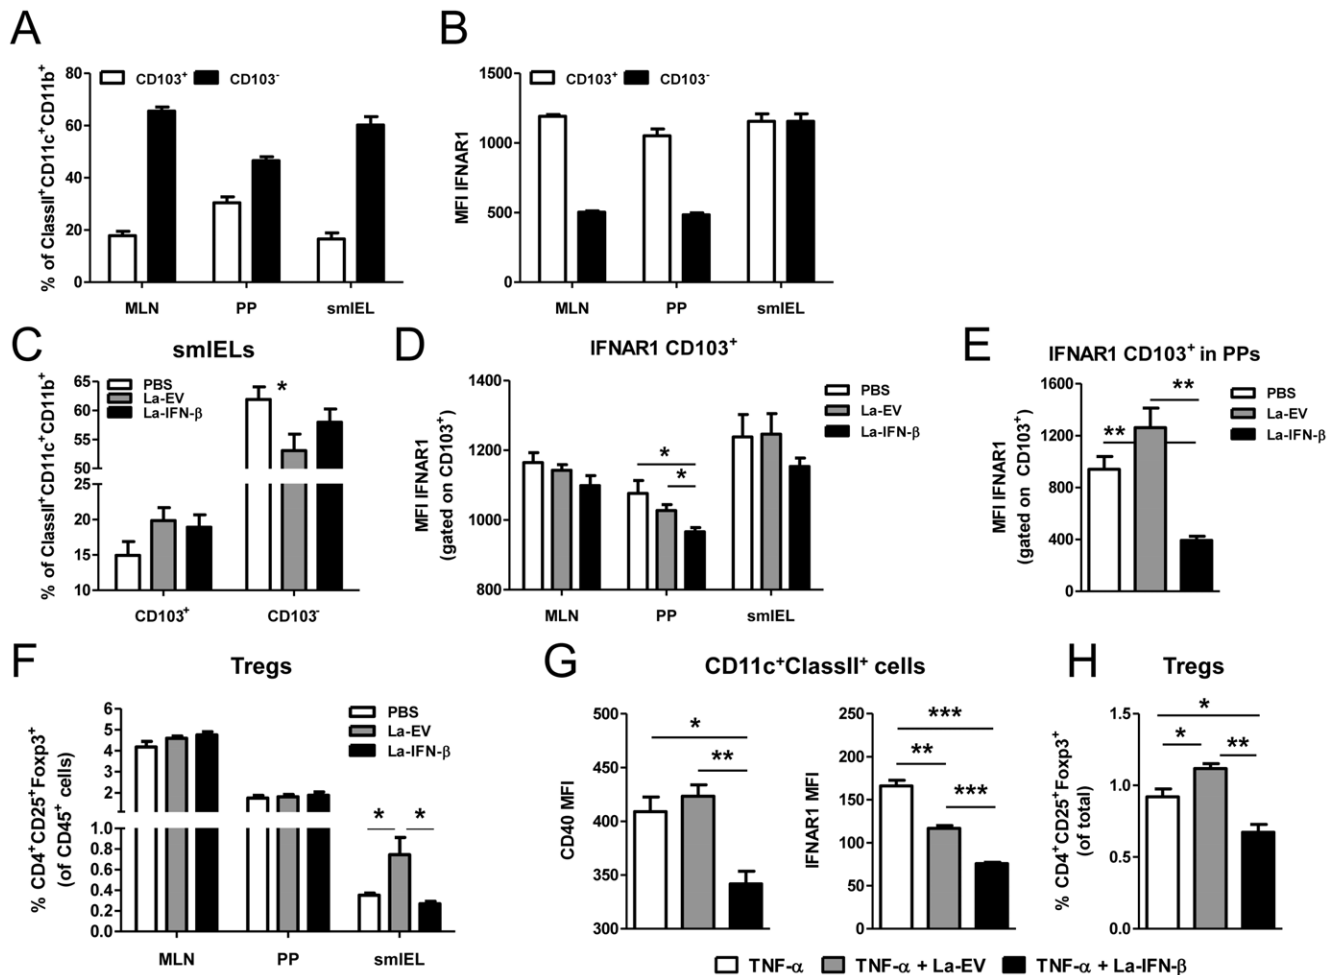 A
% of ClassII⁺CD11c⁺CD11b⁺
CD103⁺ CD103⁻
80
60
40
20
0
MLN PP smIEL
B
MFI IFNAR1
CD103⁺ CD103⁻
1500
1000
500
0
MLN PP smIEL
C
smIELs
% of ClassII⁺CD11c⁺CD11b⁺
PBS
La-EV
La-IFN-β
65
60
55
50
25
20
15
10
*
CD103⁺ CD103⁻
D
IFNAR1 CD103⁺
MFI IFNAR1
(gated on CD103⁺)
1400
1200
1000
800
PBS
La-EV
La-IFN-β
*
*
MLN PP smIEL
E
IFNAR1 CD103⁺ in PPs
MFI IFNAR1
(gated on CD103⁺)
1600
1200
800
400
0
**
**
PBS
La-EV
La-IFN-β
F
Tregs
% CD4⁺CD25⁺Foxp3⁺
(of CD45⁺ cells)
6
5
4
3
2
1.0
0.8
0.6
0.4
0.2
0.0
PBS
La-EV
La-IFN-β
* *
MLN PP smIEL
G
CD11c⁺ClassII⁺ cells
CD40 MFI
500
450
400
350
300
*
**
IFNAR1 MFI
250
200
150
100
50
0
***
**
***
H
Tregs
% CD4⁺CD25⁺Foxp3⁺
(of total)
1.5
1.0
0.5
0.0
*
* **
TNF-α TNF-α + La-EV TNF-α + La-IFN-β